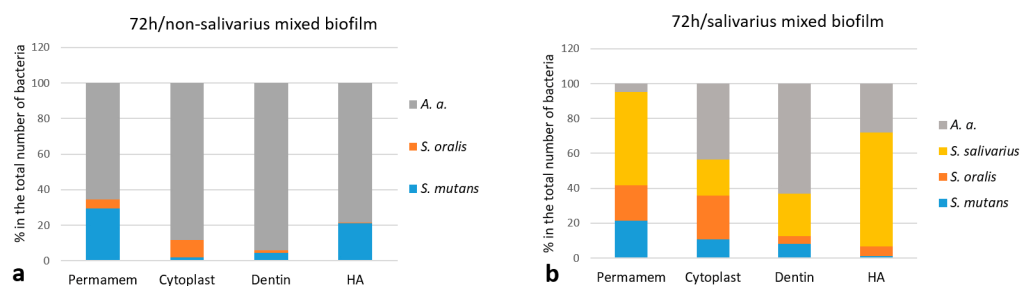 72h/non-salivarius mixed biofilm
% in the total number of bacteria
120
100
80
60
40
20
0
Permamem Cytoplast Dentin HA
A. a.
S. oralis
S. mutans
a
72h/salivarius mixed biofilm
% in the total number of bacteria
120
100
80
60
40
20
0
Permamem Cytoplast Dentin HA
A. a.
S. salivarius
S. oralis
S. mutans
b